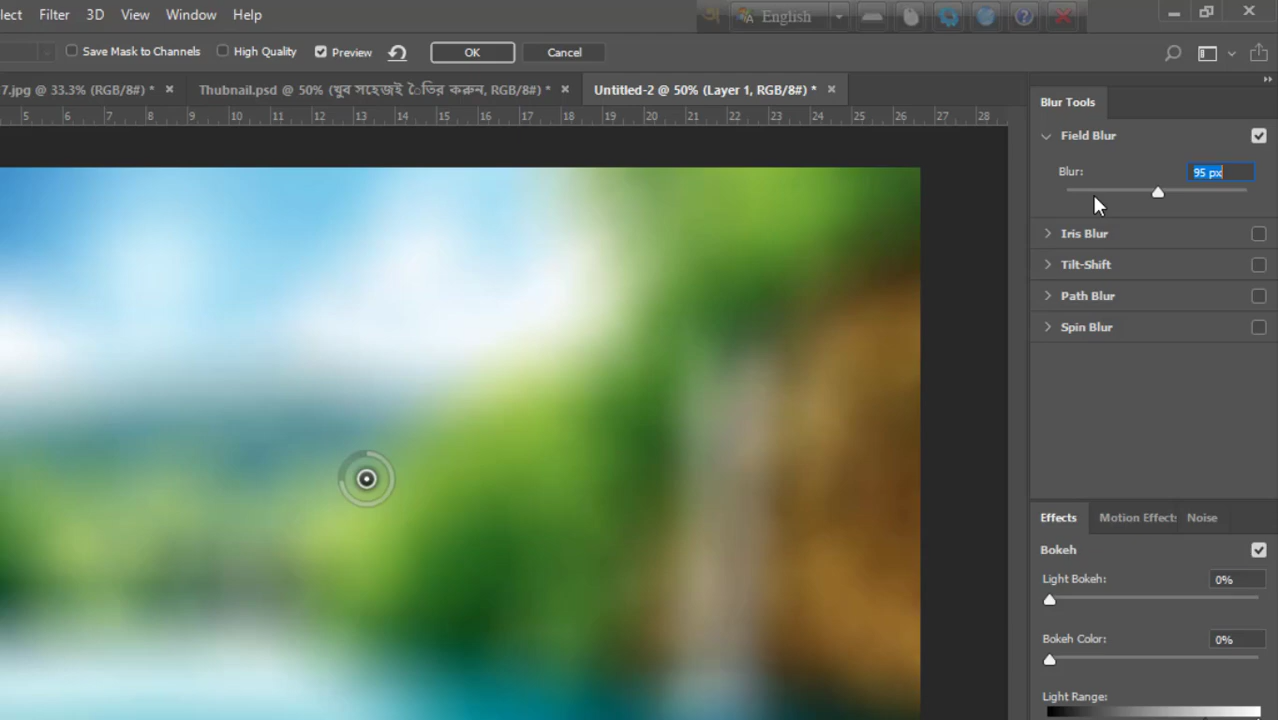 lect Filter 3D View Window Help
অ English
Save Mask to Channels High Quality Preview OK Cancel
7.jpg @ 33.3% (RGB/8#) * Thubnail.psd @ 50% (খুব সহেজই ৈতির করুন, RGB/8#) * Untitled-2 @ 50% (Layer 1, RGB/8#) *
5 6 7 8 9 10 11 12 13 14 15 16 17 18 19 20 21 22 23 24 25 26 27 28
Blur Tools
Field Blur
Blur: 95 px
Iris Blur
Tilt-Shift
Path Blur
Spin Blur
Effects Motion Effects Noise
Bokeh
Light Bokeh: 0%
Bokeh Color: 0%
Light Range: